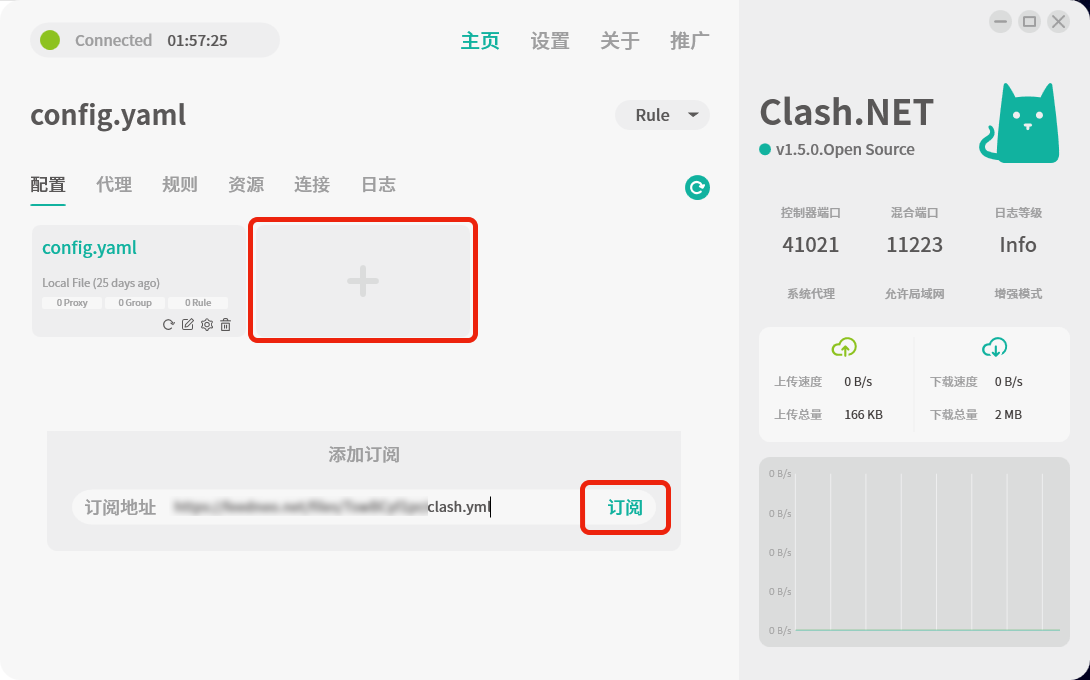 Connected 01:57:25
主页 设置 关于 推广
config.yaml
Rule
配置 代理 规则 资源 连接 日志
config.yaml
Local File (25 days ago)
0 Proxy 0 Group 0 Rule
添加订阅
订阅地址 clash.yml 订阅
Clash.NET
v1.5.0.Open Source
控制器端口 混合端口 日志等级
41021 11223 Info
系统代理 允许局域网 增强模式
上传速度 0 B/s 下载速度 0 B/s
上传总量 166 KB 下载总量 2 MB
0 B/s
0 B/s
0 B/s
0 B/s
0 B/s